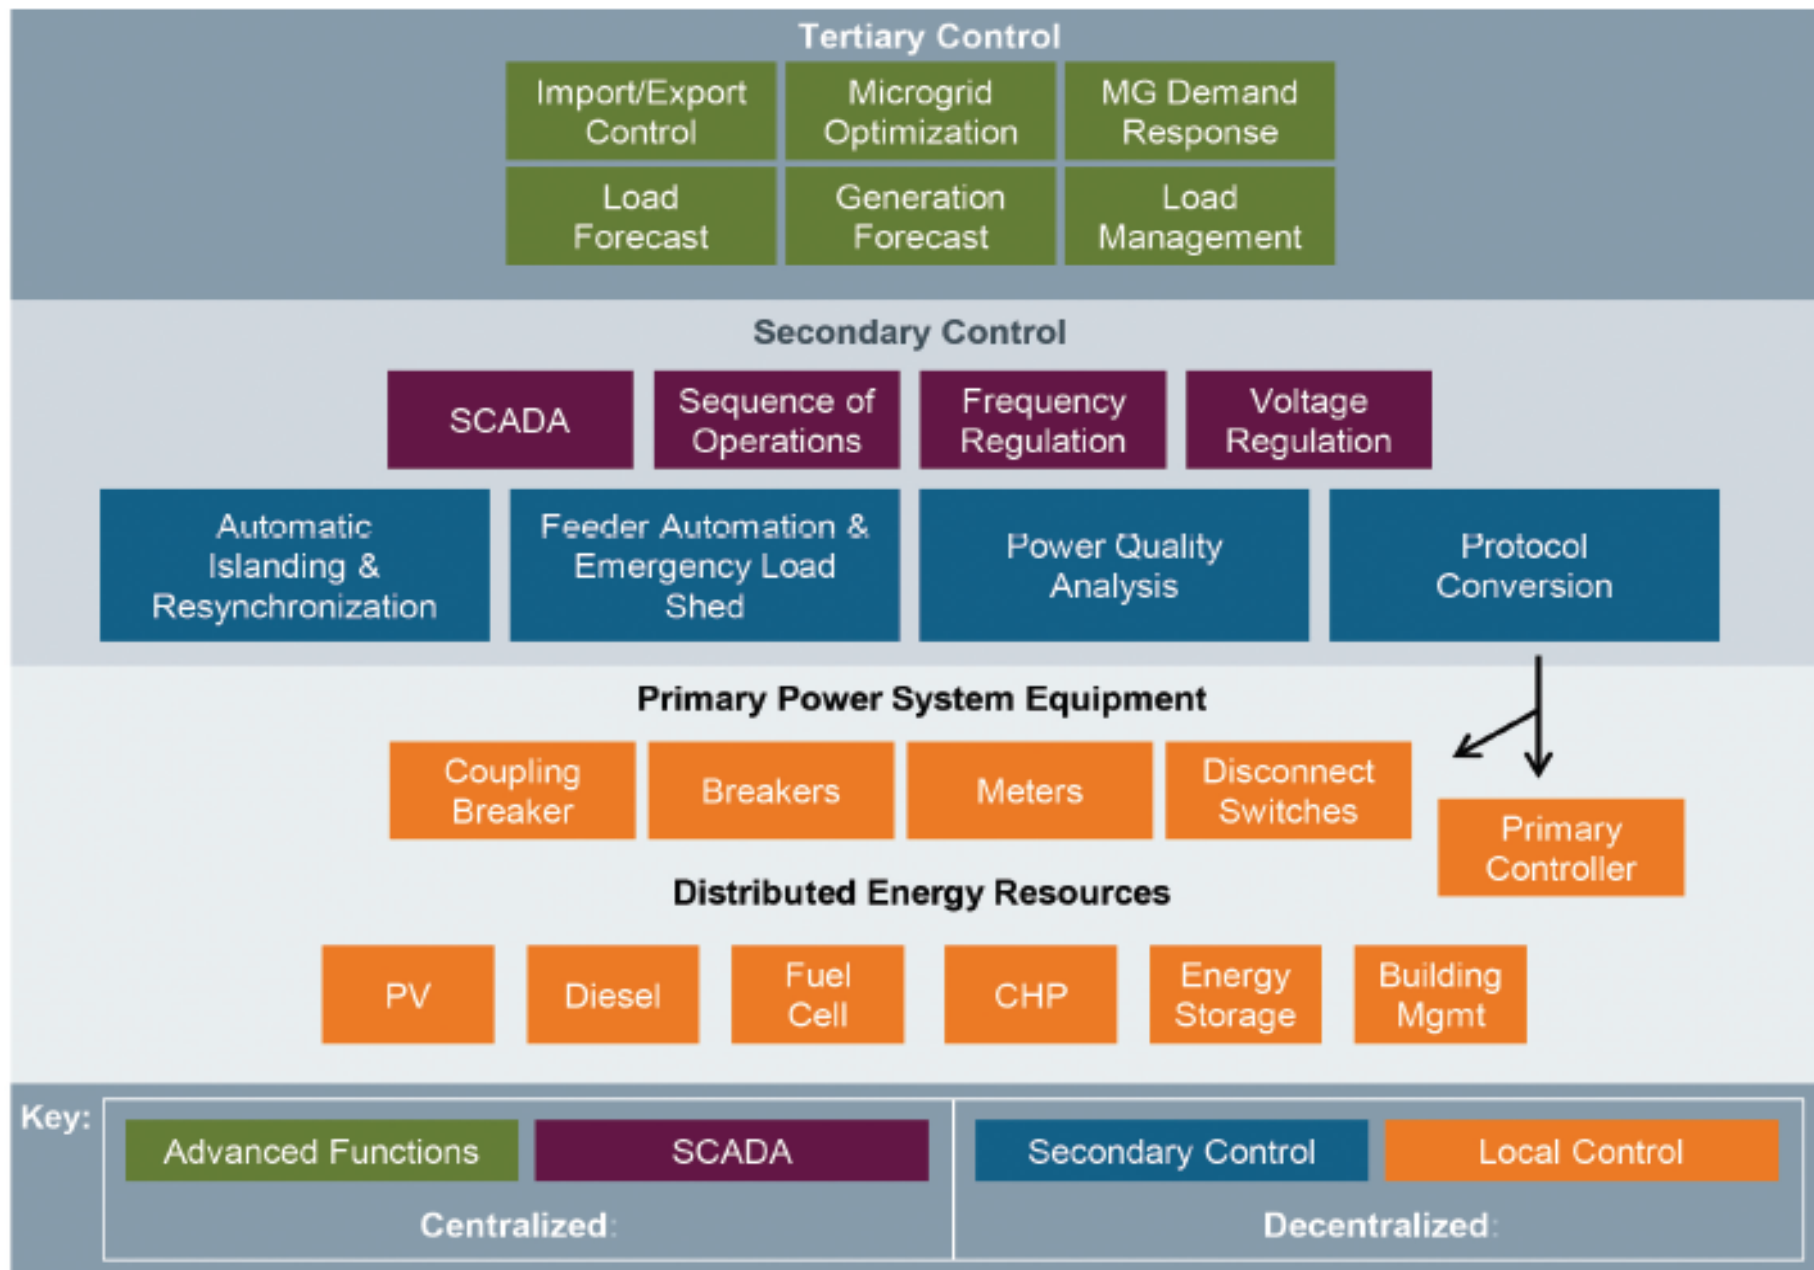 Tertiary Control
Import/Export
Control
Microgrid
Optimization
MG Demand
Response
Load
Forecast
Generation
Forecast
Load
Management
Secondary Control
SCADA
Sequence of
Operations
Frequency
Regulation
Voltage
Regulation
Automatic
Islanding &
Resynchronization
Feeder Automation &
Emergency Load
Shed
Power Quality
Analysis
Protocol
Conversion
Primary Power System Equipment
Coupling
Breaker
Breakers
Meters
Disconnect
Switches
Primary
Controller
Distributed Energy Resources
PV
Diesel
Fuel
Cell
CHP
Energy
Storage
Building
Mgmt
Key:
Advanced Functions
SCADA
Centralized:
Secondary Control
Local Control
Decentralized: